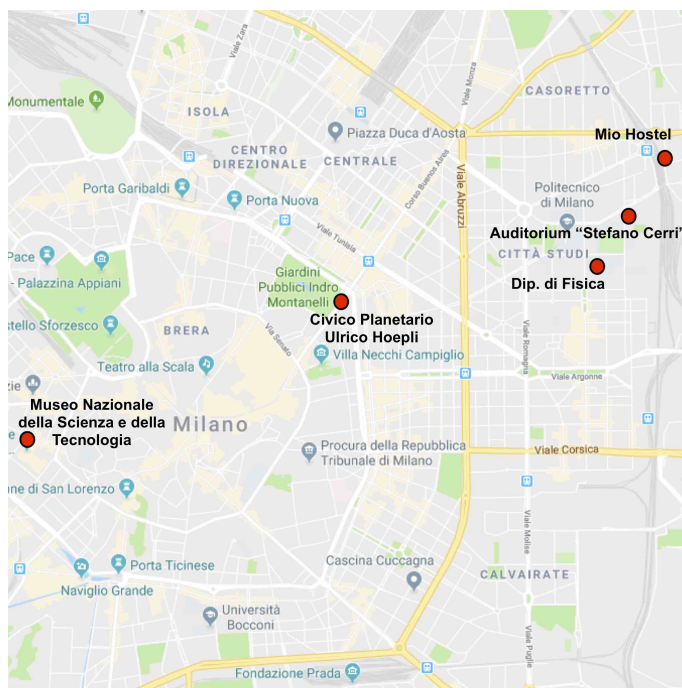 Viale Zara
Viale Monza
CASORETTO
Monumentale
ISOLA
Piazza Duca d'Aosta
Mio Hostel
CENTRO
DIREZIONALE
CENTRALE
Corso Buenos Aires
Viale Abruzzi
Porta Garibaldi
Porta Nuova
Politecnico
di Milano
Viale Tunisia
Auditorium “Stefano Cerri”
CITTÀ STUDI
Pace
- Palazzina Appiani
Giardini
Pubblici Indro
Montanelli
Dip. di Fisica
Civico Planetario
Ulrico Hoepli
stello Sforzesco
BRERA
Via Senato
Viale Romagna
Villa Necchi Campiglio
Teatro alla Scala
Viale Argonne
zie
Museo Nazionale
della Scienza e della
Tecnologia
e
Milano
Procura della Repubblica
Tribunale di Milano
Viale Corsica
ne di San Lorenzo
Viale Molise
Porta Ticinese
Naviglio Grande
Cascina Cuccagna
CALVAIRATE
Università
Bocconi
Viale Puglie
Fondazione Prada